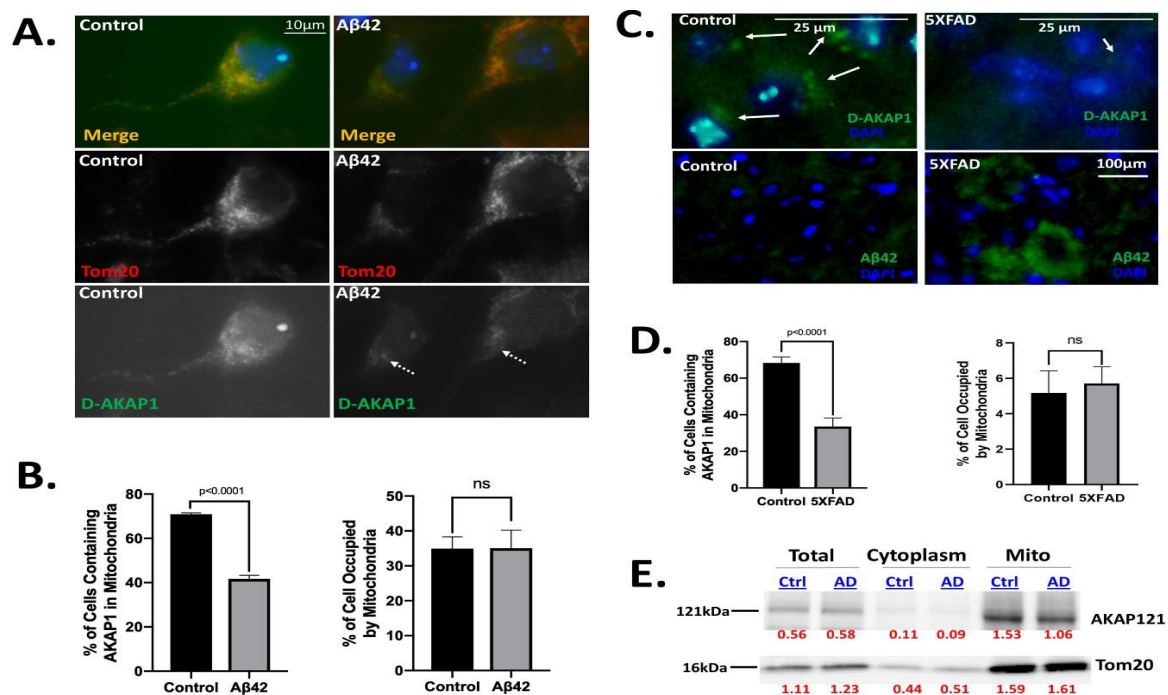 A.
Control
10μm
Aβ42
Merge
Control
Aβ42
Tom20
Tom20
Control
Aβ42
D-AKAP1
D-AKAP1
B.
% of Cells Containing
AKAP1 in Mitochondria
80
60
40
20
0
p<0.0001
Control Aβ42
% of Cell Occupied
by Mitochondria
50
45
40
35
30
25
20
15
10
5
0
ns
Control Aβ42
C.
Control
25 μm
D-AKAP1
DAPI
5XFAD
25 μm
D-AKAP1
DAPI
Control
Aβ42
DAPI
5XFAD
100μm
Aβ42
DAPI
D.
% of Cells Containing
AKAP1 in Mitochondria
80
60
40
20
0
p<0.0001
Control 5XFAD
% of Cell Occupied
by Mitochondria
8
6
4
2
0
ns
Control 5XFAD
E.
Total Cytoplasm Mito
Ctrl AD Ctrl AD Ctrl AD
121kDa AKAP121
0.56 0.58 0.11 0.09 1.53 1.06
16kDa Tom20
1.11 1.23 0.44 0.51 1.59 1.61